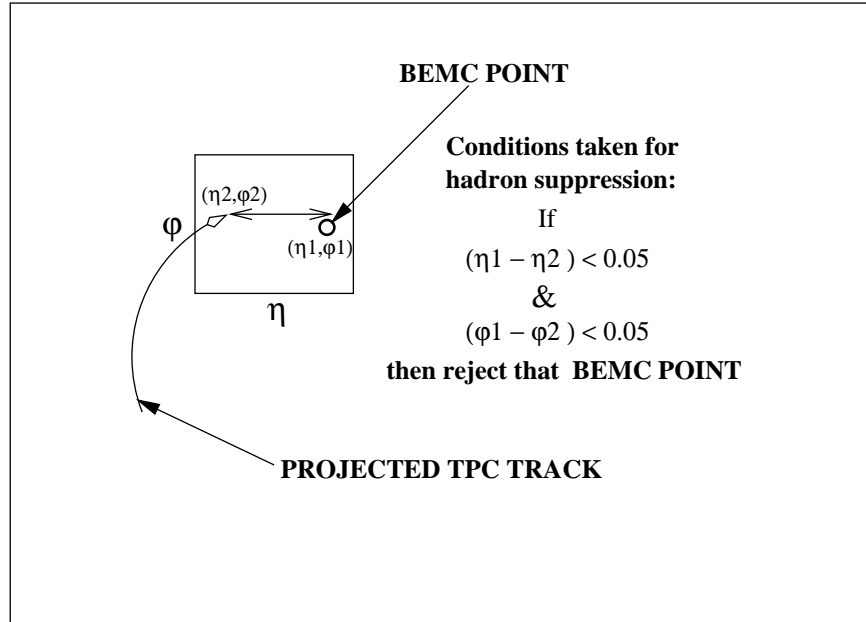 BEMC POINT
Conditions taken for
hadron suppression:
If
(η1 − η2 ) < 0.05
&
(φ1 − φ2 ) < 0.05
then reject that BEMC POINT
(η2,φ2)
φ
(η1,φ1)
η
PROJECTED TPC TRACK